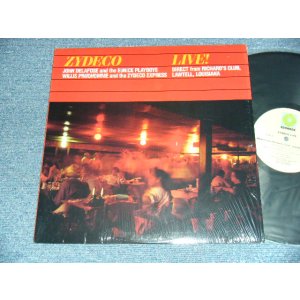 ZYDECO LIVE!
JOHN DELAFOSE and the EUNICE PLAYBOYS
WILLIS PRUDHOMME and the ZYDECO EXPRESS
DIRECT from RICHARD'S CLUB,
LAWTELL, LOUISIANA